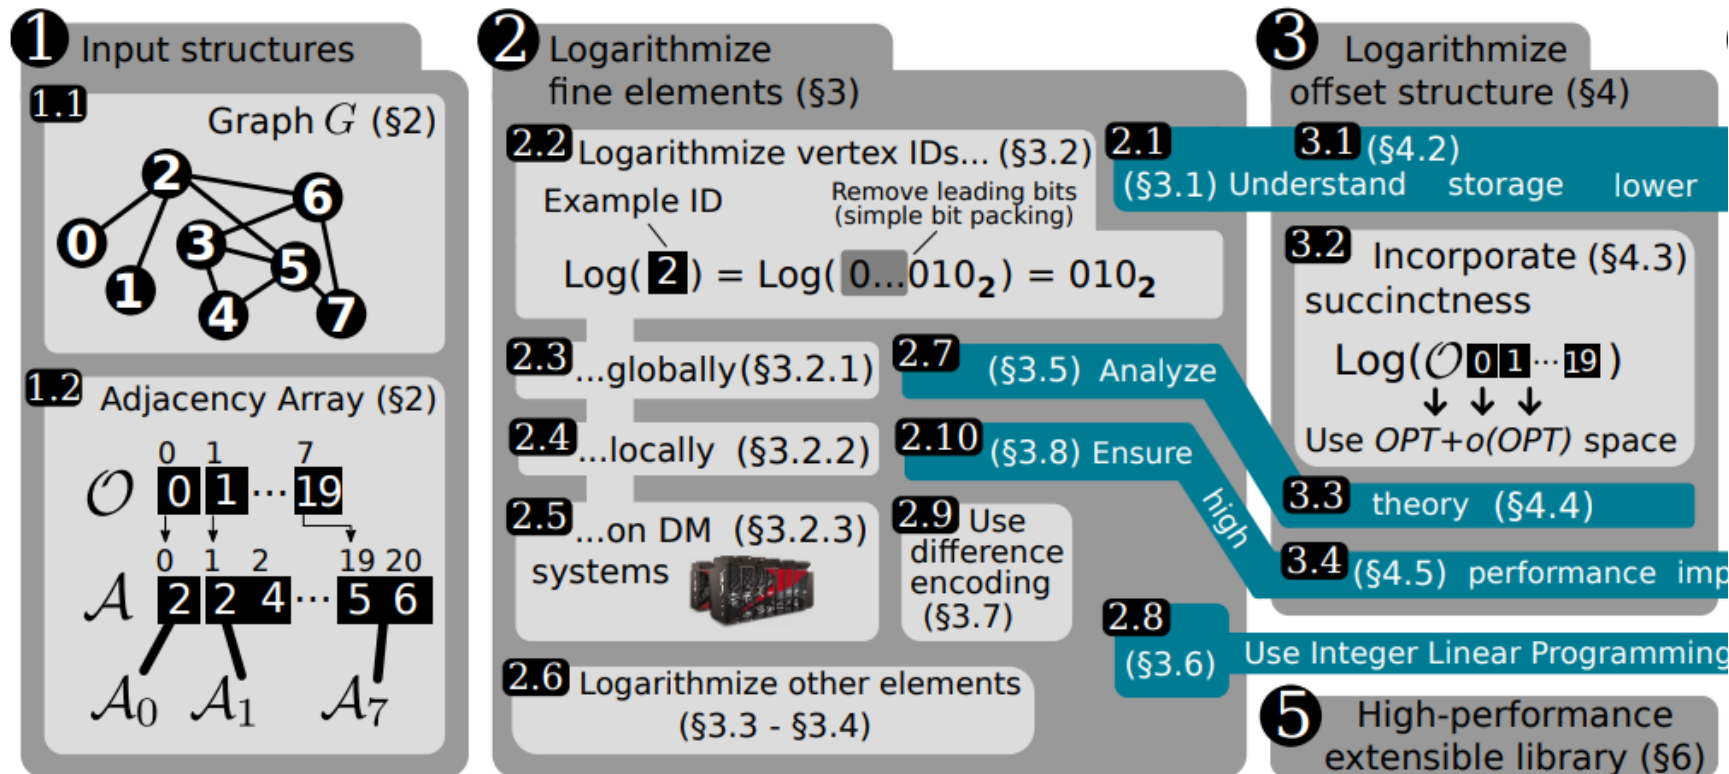 1 Input structures
1.1
Graph G (§2)
2
6
0
3
5
1
4
7
1.2
Adjacency Array (§2)
0 1 7
𝒪 0 1 ... 19
0 1 2 19 20
𝒜 2 2 4 ... 5 6
𝒜₀ 𝒜₁ 𝒜₇
2 Logarithmize
fine elements (§3)
2.2 Logarithmize vertex IDs... (§3.2)
Example ID
Remove leading bits
(simple bit packing)
Log( 2 ) = Log( 0...010₂) = 010₂
2.3 ...globally (§3.2.1)
2.4 ...locally (§3.2.2)
2.5 ...on DM (§3.2.3)
systems
2.6 Logarithmize other elements
(§3.3 - §3.4)
2.7 (§3.5) Analyze
2.10 (§3.8) Ensure
high
2.9 Use
difference
encoding
(§3.7)
2.8
(§3.6) Use Integer Linear Programming
3 Logarithmize
offset structure (§4)
2.1 3.1 (§4.2)
(§3.1) Understand storage lower
3.2 Incorporate (§4.3)
succinctness
Log(𝒪 0 1 ... 19 )
Use OPT+o(OPT) space
3.3 theory (§4.4)
3.4 (§4.5) performance imp
5 High-performance
extensible library (§6)